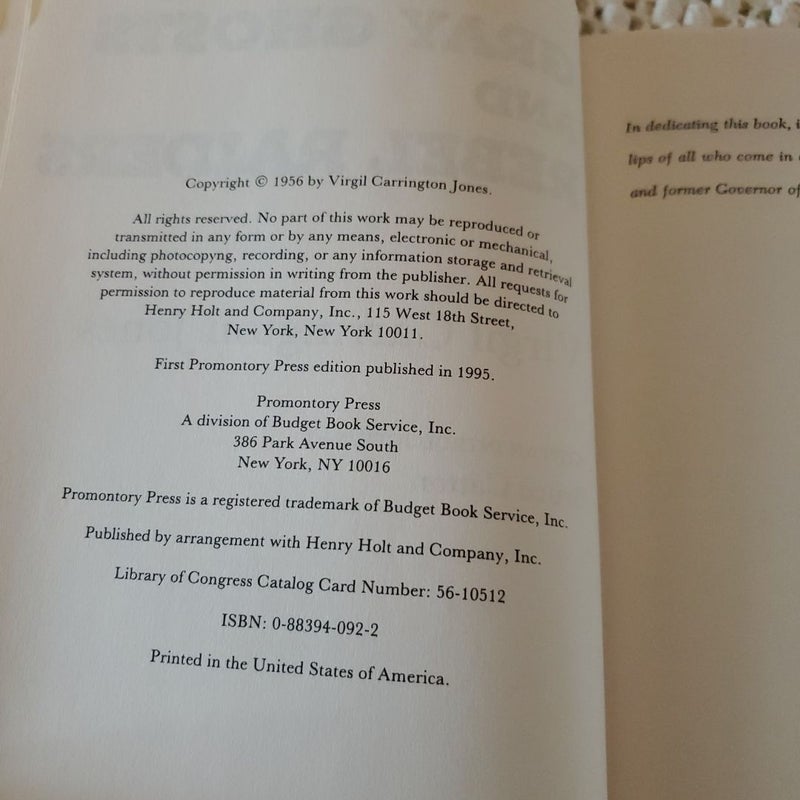 Copyright © 1956 by Virgil Carrington Jones.
All rights reserved. No part of this work may be reproduced or
transmitted in any form or by any means, electronic or mechanical,
including photocopyng, recording, or any information storage and retrieval
system, without permission in writing from the publisher. All requests for
permission to reproduce material from this work should be directed to
Henry Holt and Company, Inc., 115 West 18th Street,
New York, New York 10011.
First Promontory Press edition published in 1995.
Promontory Press
A division of Budget Book Service, Inc.
386 Park Avenue South
New York, NY 10016
Promontory Press is a registered trademark of Budget Book Service, Inc.
Published by arrangement with Henry Holt and Company, Inc.
Library of Congress Catalog Card Number: 56-10512
ISBN: 0-88394-092-2
Printed in the United States of America.
In dedicating this book,
lips of all who come in
and former Governor of